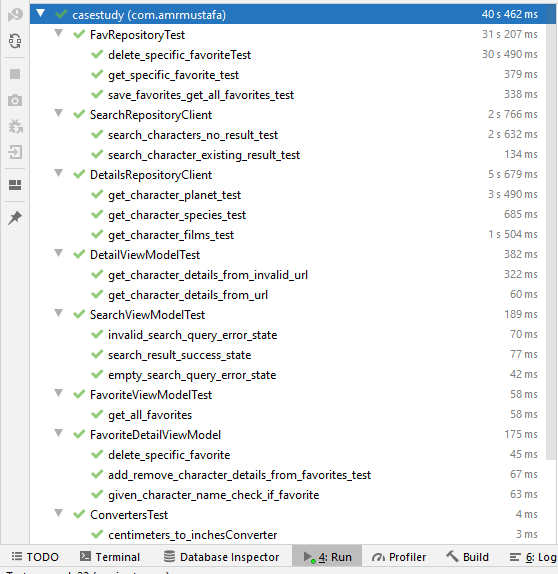 casestudy (com.amrmustafa) 40 s 462 ms
FavRepositoryTest 31 s 207 ms
delete_specific_favoriteTest 30 s 490 ms
get_specific_favorite_test 379 ms
save_favorites_get_all_favorites_test 338 ms
SearchRepositoryClient 2 s 766 ms
search_characters_no_result_test 2 s 632 ms
search_character_existing_result_test 134 ms
DetailsRepositoryClient 5 s 679 ms
get_character_planet_test 3 s 490 ms
get_character_species_test 685 ms
get_character_films_test 1 s 504 ms
DetailViewModelTest 382 ms
get_character_details_from_invalid_url 322 ms
get_character_details_from_url 60 ms
SearchViewModelTest 189 ms
invalid_search_query_error_state 70 ms
search_result_success_state 77 ms
empty_search_query_error_state 42 ms
FavoriteViewModelTest 58 ms
get_all_favorites 58 ms
FavoriteDetailViewModel 175 ms
delete_specific_favorite 45 ms
add_remove_character_details_from_favorites_test 67 ms
given_character_name_check_if_favorite 63 ms
ConvertersTest 4 ms
centimeters_to_inchesConverter 3 ms
TODO Terminal Database Inspector 4: Run Profiler Build 6: Log